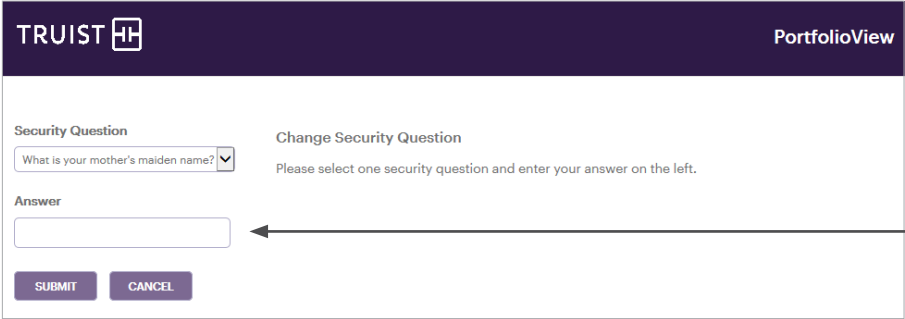 TRUIST
PortfolioView
Security Question
What is your mother's maiden name?
Change Security Question
Please select one security question and enter your answer on the left.
Answer
SUBMIT
CANCEL